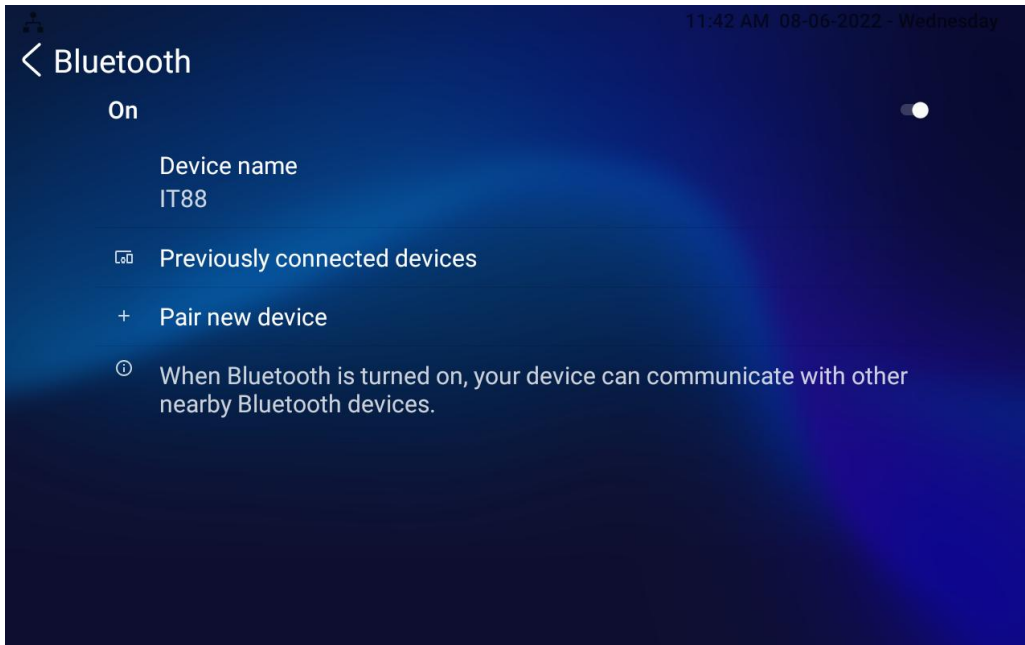 11:42 AM 08-06-2022 - Wednesday
Bluetooth
On
Device name
IT88
Previously connected devices
+ Pair new device
When Bluetooth is turned on, your device can communicate with other
nearby Bluetooth devices.